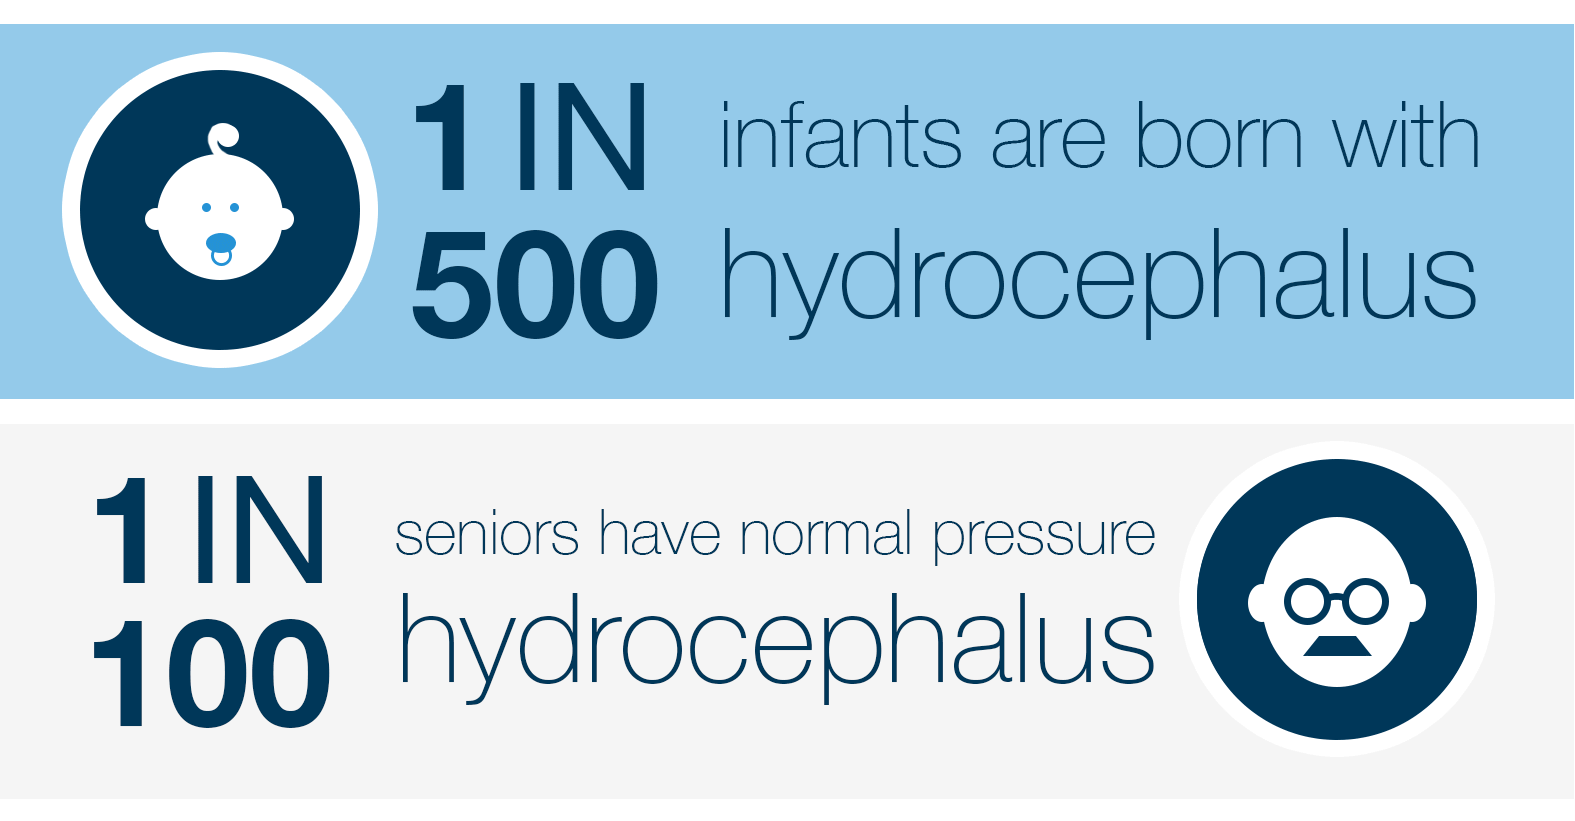 1 IN
500
infants are born with
hydrocephalus
1 IN
100
seniors have normal pressure
hydrocephalus